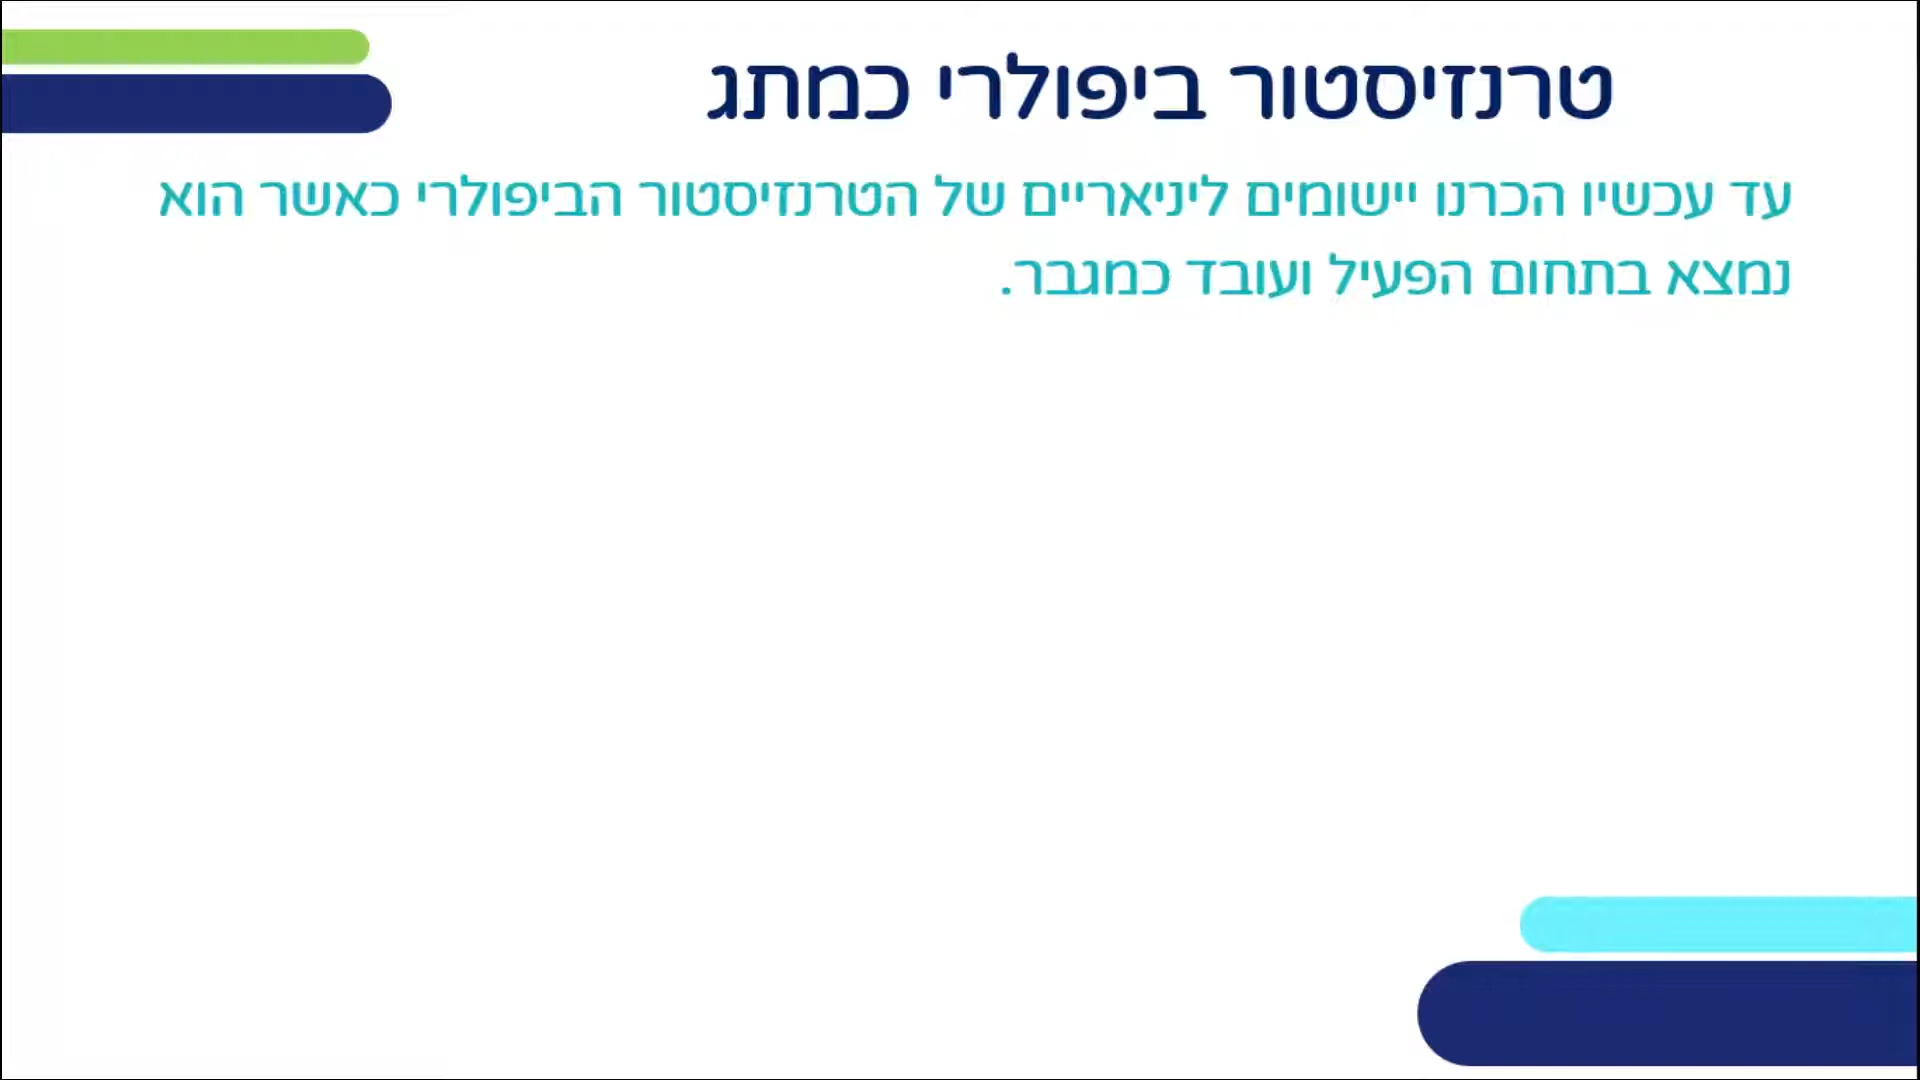 טרנזיסטור ביפולרי כמתג
עד עכשיו הכרנו יישומים ליניאריים של הטרנזיסטור הביפולרי כאשר הוא
נמצא בתחום הפעיל ועובד כמגבר.